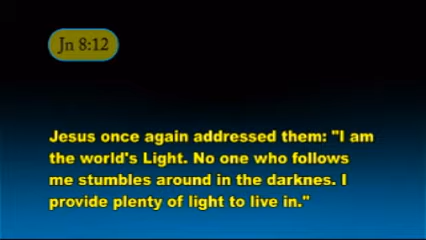 Jn 8:12
Jesus once again addressed them: "I am
the world's Light. No one who follows
me stumbles around in the darknes. I
provide plenty of light to live in."